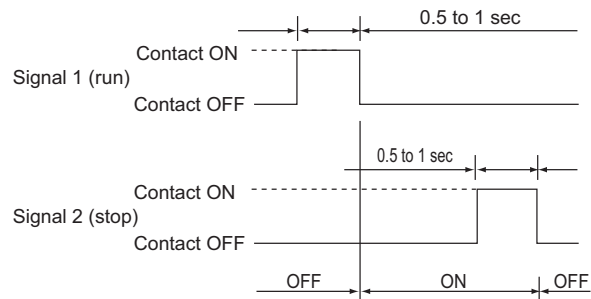 0.5 to 1 sec
Contact ON
Signal 1 (run)
Contact OFF
0.5 to 1 sec
Contact ON
Signal 2 (stop)
Contact OFF
OFF ON OFF